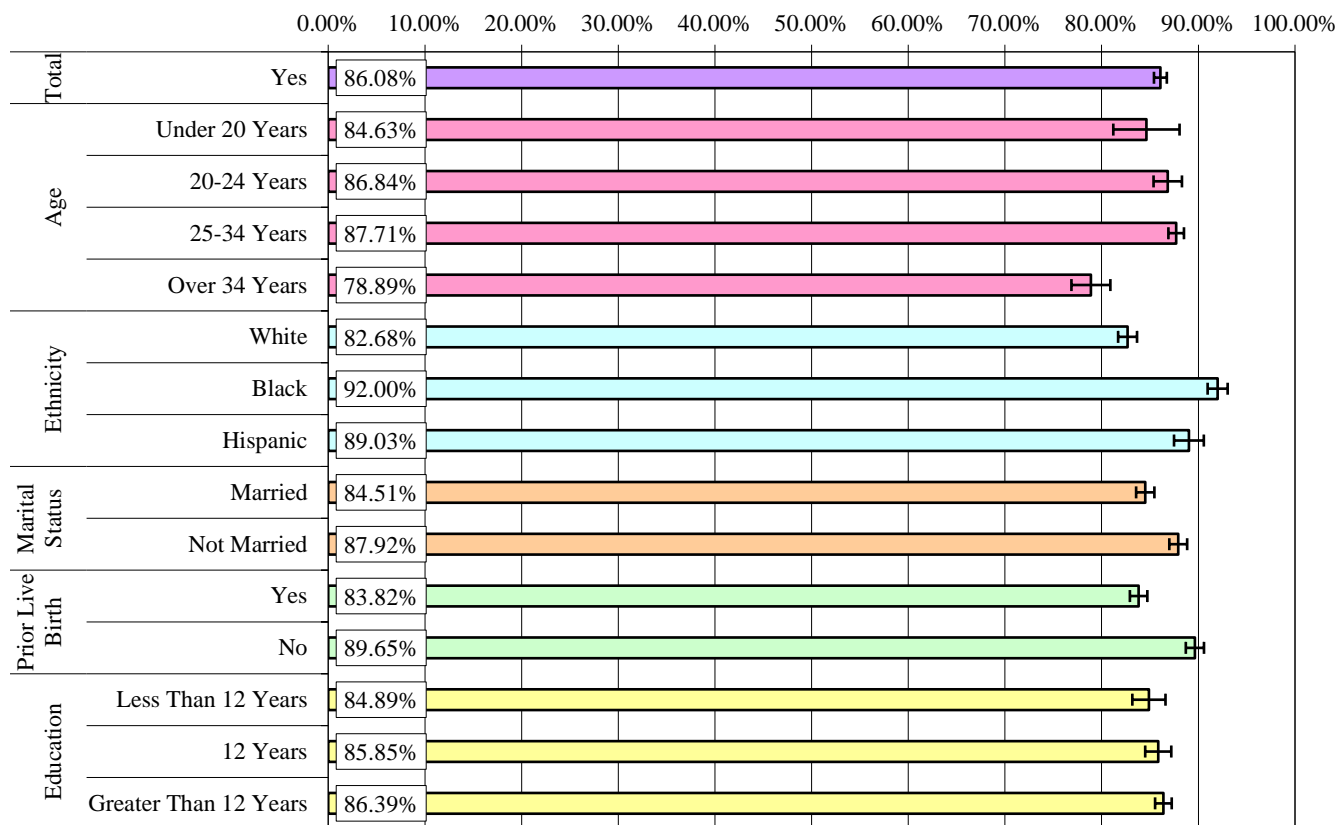 0.00% 10.00% 20.00% 30.00% 40.00% 50.00% 60.00% 70.00% 80.00% 90.00% 100.00%
Total
Yes 86.08%
Age
Under 20 Years 84.63%
20-24 Years 86.84%
25-34 Years 87.71%
Over 34 Years 78.89%
Ethnicity
White 82.68%
Black 92.00%
Hispanic 89.03%
Marital
Status
Married 84.51%
Not Married 87.92%
Prior Live
Birth
Yes 83.82%
No 89.65%
Education
Less Than 12 Years 84.89%
12 Years 85.85%
Greater Than 12 Years 86.39%